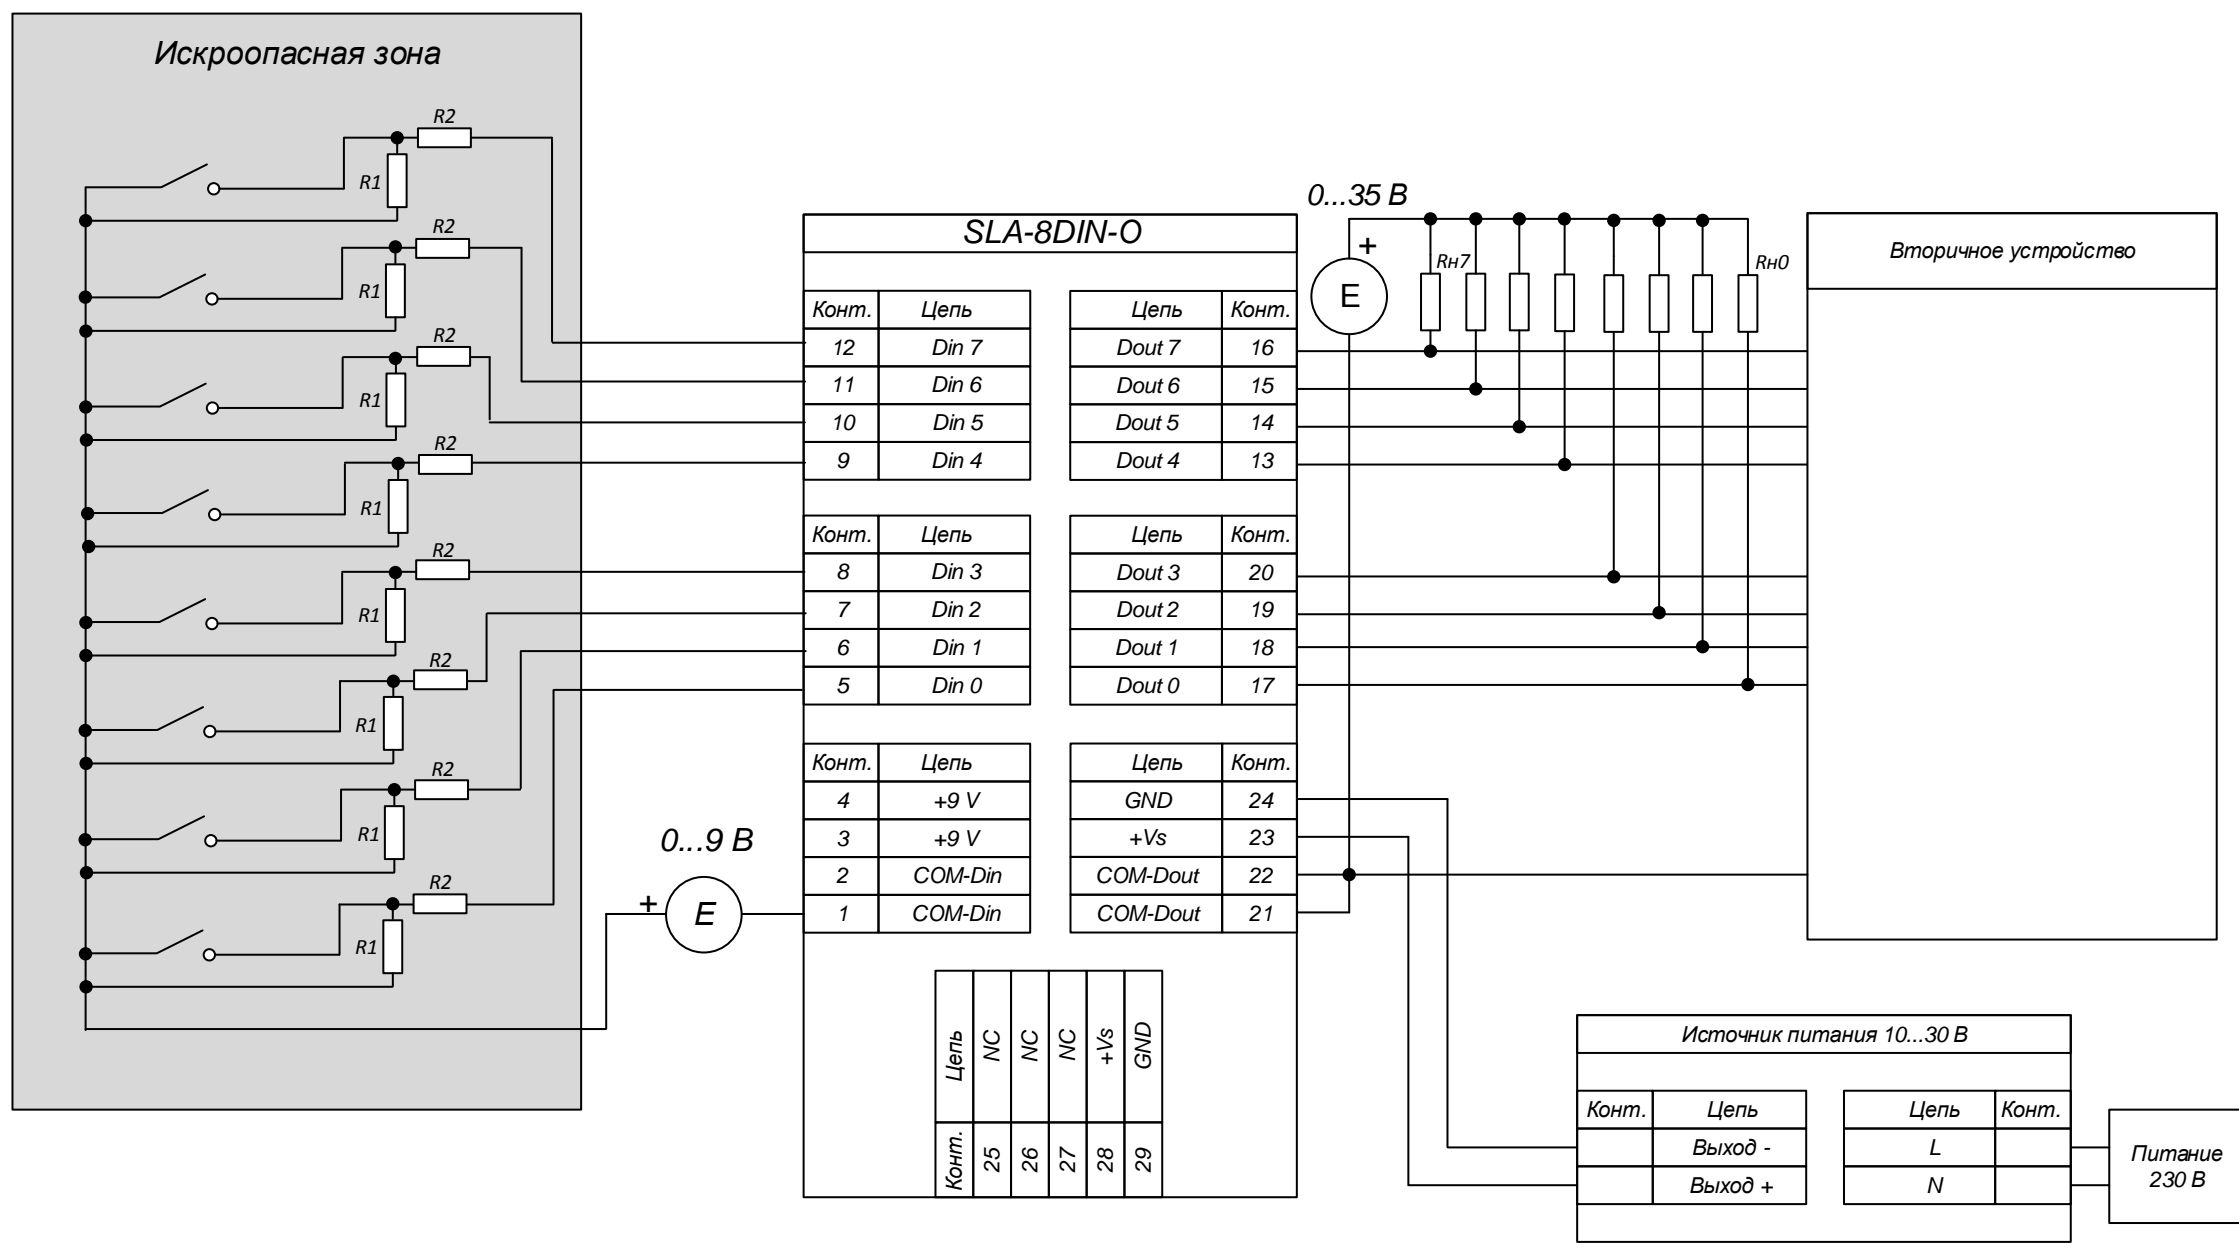 Искроопасная зона
R2
R1
R2
R1
R2
R1
R2
R1
R2
R1
R2
R1
R2
R1
R2
R1
0...9 В
+ E
SLA-8DIN-O
Конт. Цепь Цепь Конт.
12 Din 7 Dout 7 16
11 Din 6 Dout 6 15
10 Din 5 Dout 5 14
9 Din 4 Dout 4 13
Конт. Цепь Цепь Конт.
8 Din 3 Dout 3 20
7 Din 2 Dout 2 19
6 Din 1 Dout 1 18
5 Din 0 Dout 0 17
Конт. Цепь Цепь Конт.
4 +9 V GND 24
3 +9 V +Vs 23
2 COM-Din COM-Dout 22
1 COM-Din COM-Dout 21
Цепь NC NC NC +Vs GND
Конт. 25 26 27 28 29
0...35 В
+
E
Rн7
Rн0
Вторичное устройство
Источник питания 10...30 В
Конт. Цепь Цепь Конт.
Выход - L
Выход + N
Питание
230 В